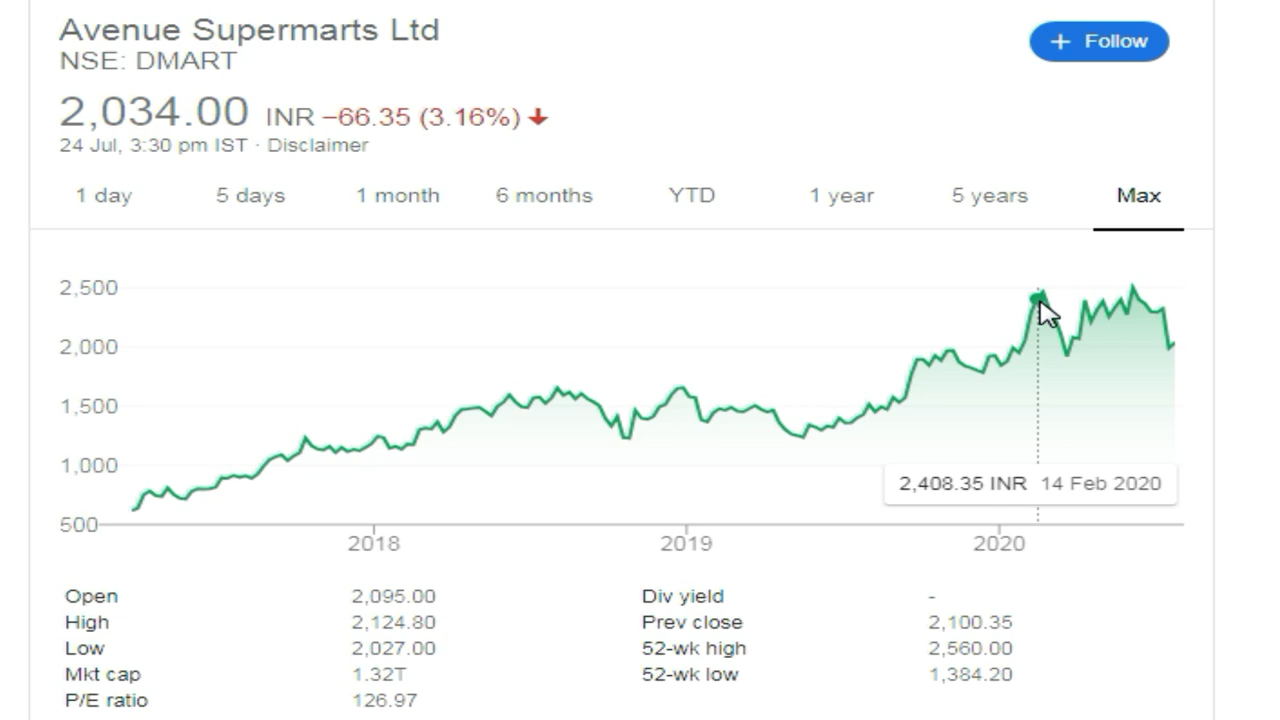 Avenue Supermarts Ltd
NSE: DMART
+ Follow
2,034.00 INR −66.35 (3.16%)
24 Jul, 3:30 pm IST · Disclaimer
1 day 5 days 1 month 6 months YTD 1 year 5 years Max
2,500
2,000
1,500
1,000
2,408.35 INR 14 Feb 2020
500
2018 2019 2020
Open 2,095.00 Div yield -
High 2,124.80 Prev close 2,100.35
Low 2,027.00 52-wk high 2,560.00
Mkt cap 1.32T 52-wk low 1,384.20
P/E ratio 126.97